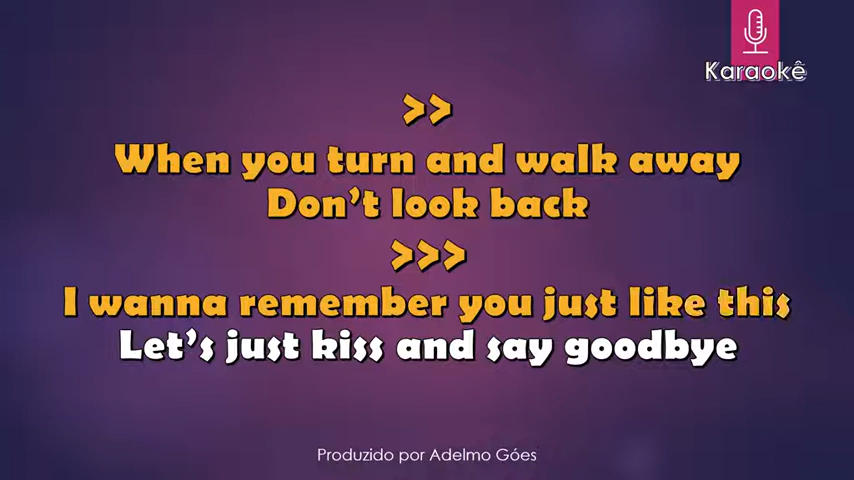 Karaokê
>>
When you turn and walk away
Don't look back
>>>
I wanna remember you just like this
Let's just kiss and say goodbye
Produzido por Adelmo Góes